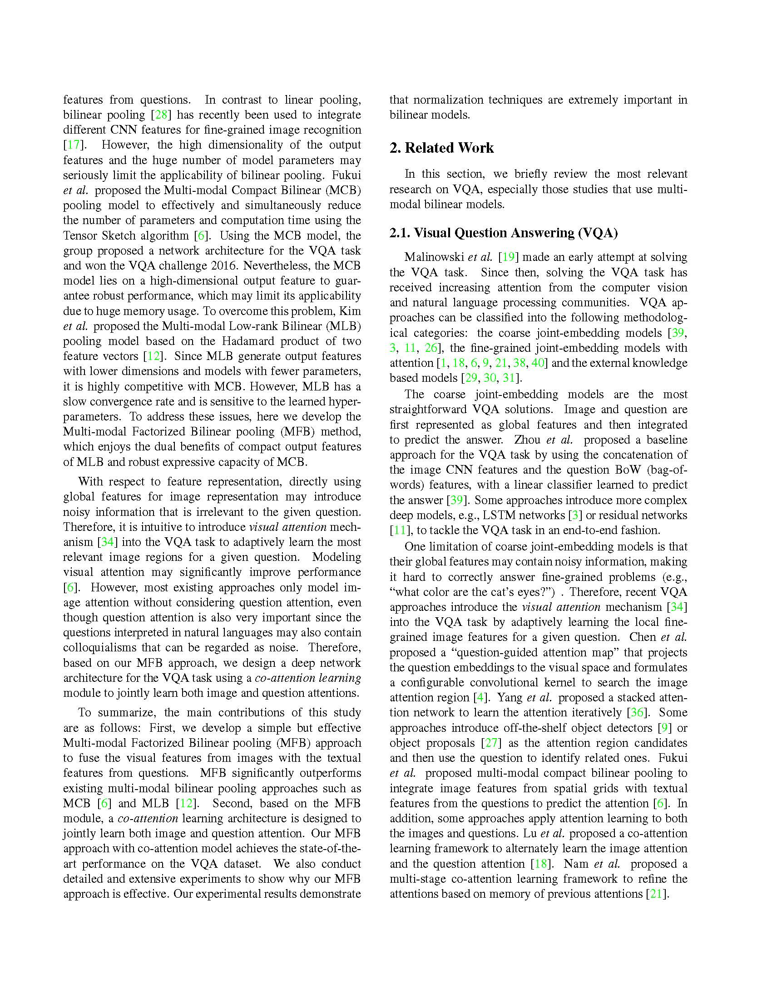 features from questions. In contrast to linear pooling,
bilinear pooling [28] has recently been used to integrate
different CNN features for fine-grained image recognition
[17]. However, the high dimensionality of the output
features and the huge number of model parameters may
seriously limit the applicability of bilinear pooling. Fukui
et al. proposed the Multi-modal Compact Bilinear (MCB)
pooling model to effectively and simultaneously reduce
the number of parameters and computation time using the
Tensor Sketch algorithm [6]. Using the MCB model, the
group proposed a network architecture for the VQA task
and won the VQA challenge 2016. Nevertheless, the MCB
model lies on a high-dimensional output feature to guar-
antee robust performance, which may limit its applicability
due to huge memory usage. To overcome this problem, Kim
et al. proposed the Multi-modal Low-rank Bilinear (MLB)
pooling model based on the Hadamard product of two
feature vectors [12]. Since MLB generate output features
with lower dimensions and models with fewer parameters,
it is highly competitive with MCB. However, MLB has a
slow convergence rate and is sensitive to the learned hyper-
parameters. To address these issues, here we develop the
Multi-modal Factorized Bilinear pooling (MFB) method,
which enjoys the dual benefits of compact output features
of MLB and robust expressive capacity of MCB.
With respect to feature representation, directly using
global features for image representation may introduce
noisy information that is irrelevant to the given question.
Therefore, it is intuitive to introduce visual attention mech-
anism [34] into the VQA task to adaptively learn the most
relevant image regions for a given question. Modeling
visual attention may significantly improve performance
[6]. However, most existing approaches only model im-
age attention without considering question attention, even
though question attention is also very important since the
questions interpreted in natural languages may also contain
colloquialisms that can be regarded as noise. Therefore,
based on our MFB approach, we design a deep network
architecture for the VQA task using a co-attention learning
module to jointly learn both image and question attentions.
To summarize, the main contributions of this study
are as follows: First, we develop a simple but effective
Multi-modal Factorized Bilinear pooling (MFB) approach
to fuse the visual features from images with the textual
features from questions. MFB significantly outperforms
existing multi-modal bilinear pooling approaches such as
MCB [6] and MLB [12]. Second, based on the MFB
module, a co-attention learning architecture is designed to
jointly learn both image and question attention. Our MFB
approach with co-attention model achieves the state-of-the-
art performance on the VQA dataset. We also conduct
detailed and extensive experiments to show why our MFB
approach is effective. Our experimental results demonstrate
that normalization techniques are extremely important in
bilinear models.
2. Related Work
In this section, we briefly review the most relevant
research on VQA, especially those studies that use multi-
modal bilinear models.
2.1. Visual Question Answering (VQA)
Malinowski et al. [19] made an early attempt at solving
the VQA task. Since then, solving the VQA task has
received increasing attention from the computer vision
and natural language processing communities. VQA ap-
proaches can be classified into the following methodolog-
ical categories: the coarse joint-embedding models [39,
3, 11, 26], the fine-grained joint-embedding models with
attention [1, 18, 6, 9, 21, 38, 40] and the external knowledge
based models [29, 30, 31].
The coarse joint-embedding models are the most
straightforward VQA solutions. Image and question are
first represented as global features and then integrated
to predict the answer. Zhou et al. proposed a baseline
approach for the VQA task by using the concatenation of
the image CNN features and the question BoW (bag-of-
words) features, with a linear classifier learned to predict
the answer [39]. Some approaches introduce more complex
deep models, e.g., LSTM networks [3] or residual networks
[11], to tackle the VQA task in an end-to-end fashion.
One limitation of coarse joint-embedding models is that
their global features may contain noisy information, making
it hard to correctly answer fine-grained problems (e.g.,
“what color are the cat’s eyes?”) . Therefore, recent VQA
approaches introduce the visual attention mechanism [34]
into the VQA task by adaptively learning the local fine-
grained image features for a given question. Chen et al.
proposed a “question-guided attention map” that projects
the question embeddings to the visual space and formulates
a configurable convolutional kernel to search the image
attention region [4]. Yang et al. proposed a stacked atten-
tion network to learn the attention iteratively [36]. Some
approaches introduce off-the-shelf object detectors [9] or
object proposals [27] as the attention region candidates
and then use the question to identify related ones. Fukui
et al. proposed multi-modal compact bilinear pooling to
integrate image features from spatial grids with textual
features from the questions to predict the attention [6]. In
addition, some approaches apply attention learning to both
the images and questions. Lu et al. proposed a co-attention
learning framework to alternately learn the image attention
and the question attention [18]. Nam et al. proposed a
multi-stage co-attention learning framework to refine the
attentions based on memory of previous attentions [21].